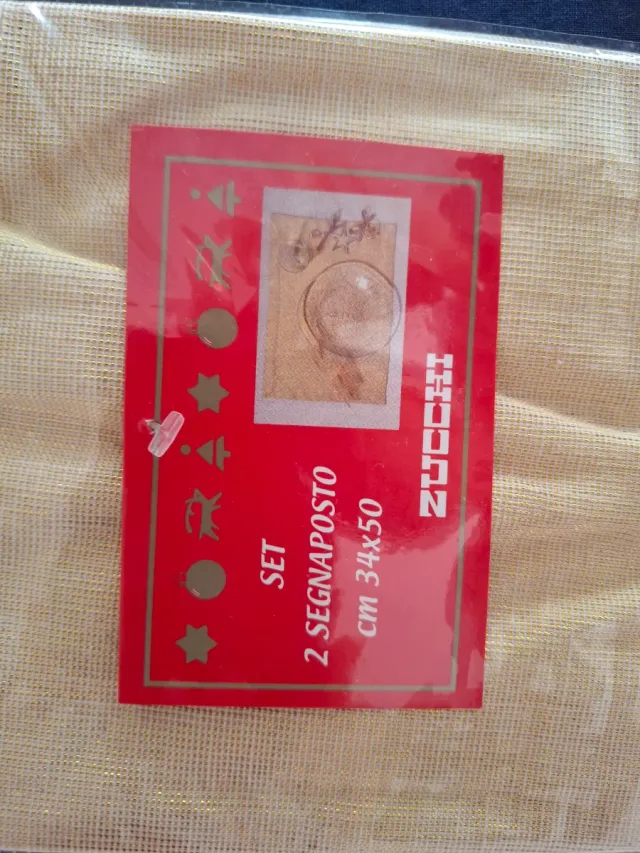 SET
2 SEGNAPOSTO
cm 34x50
ZUCCHI